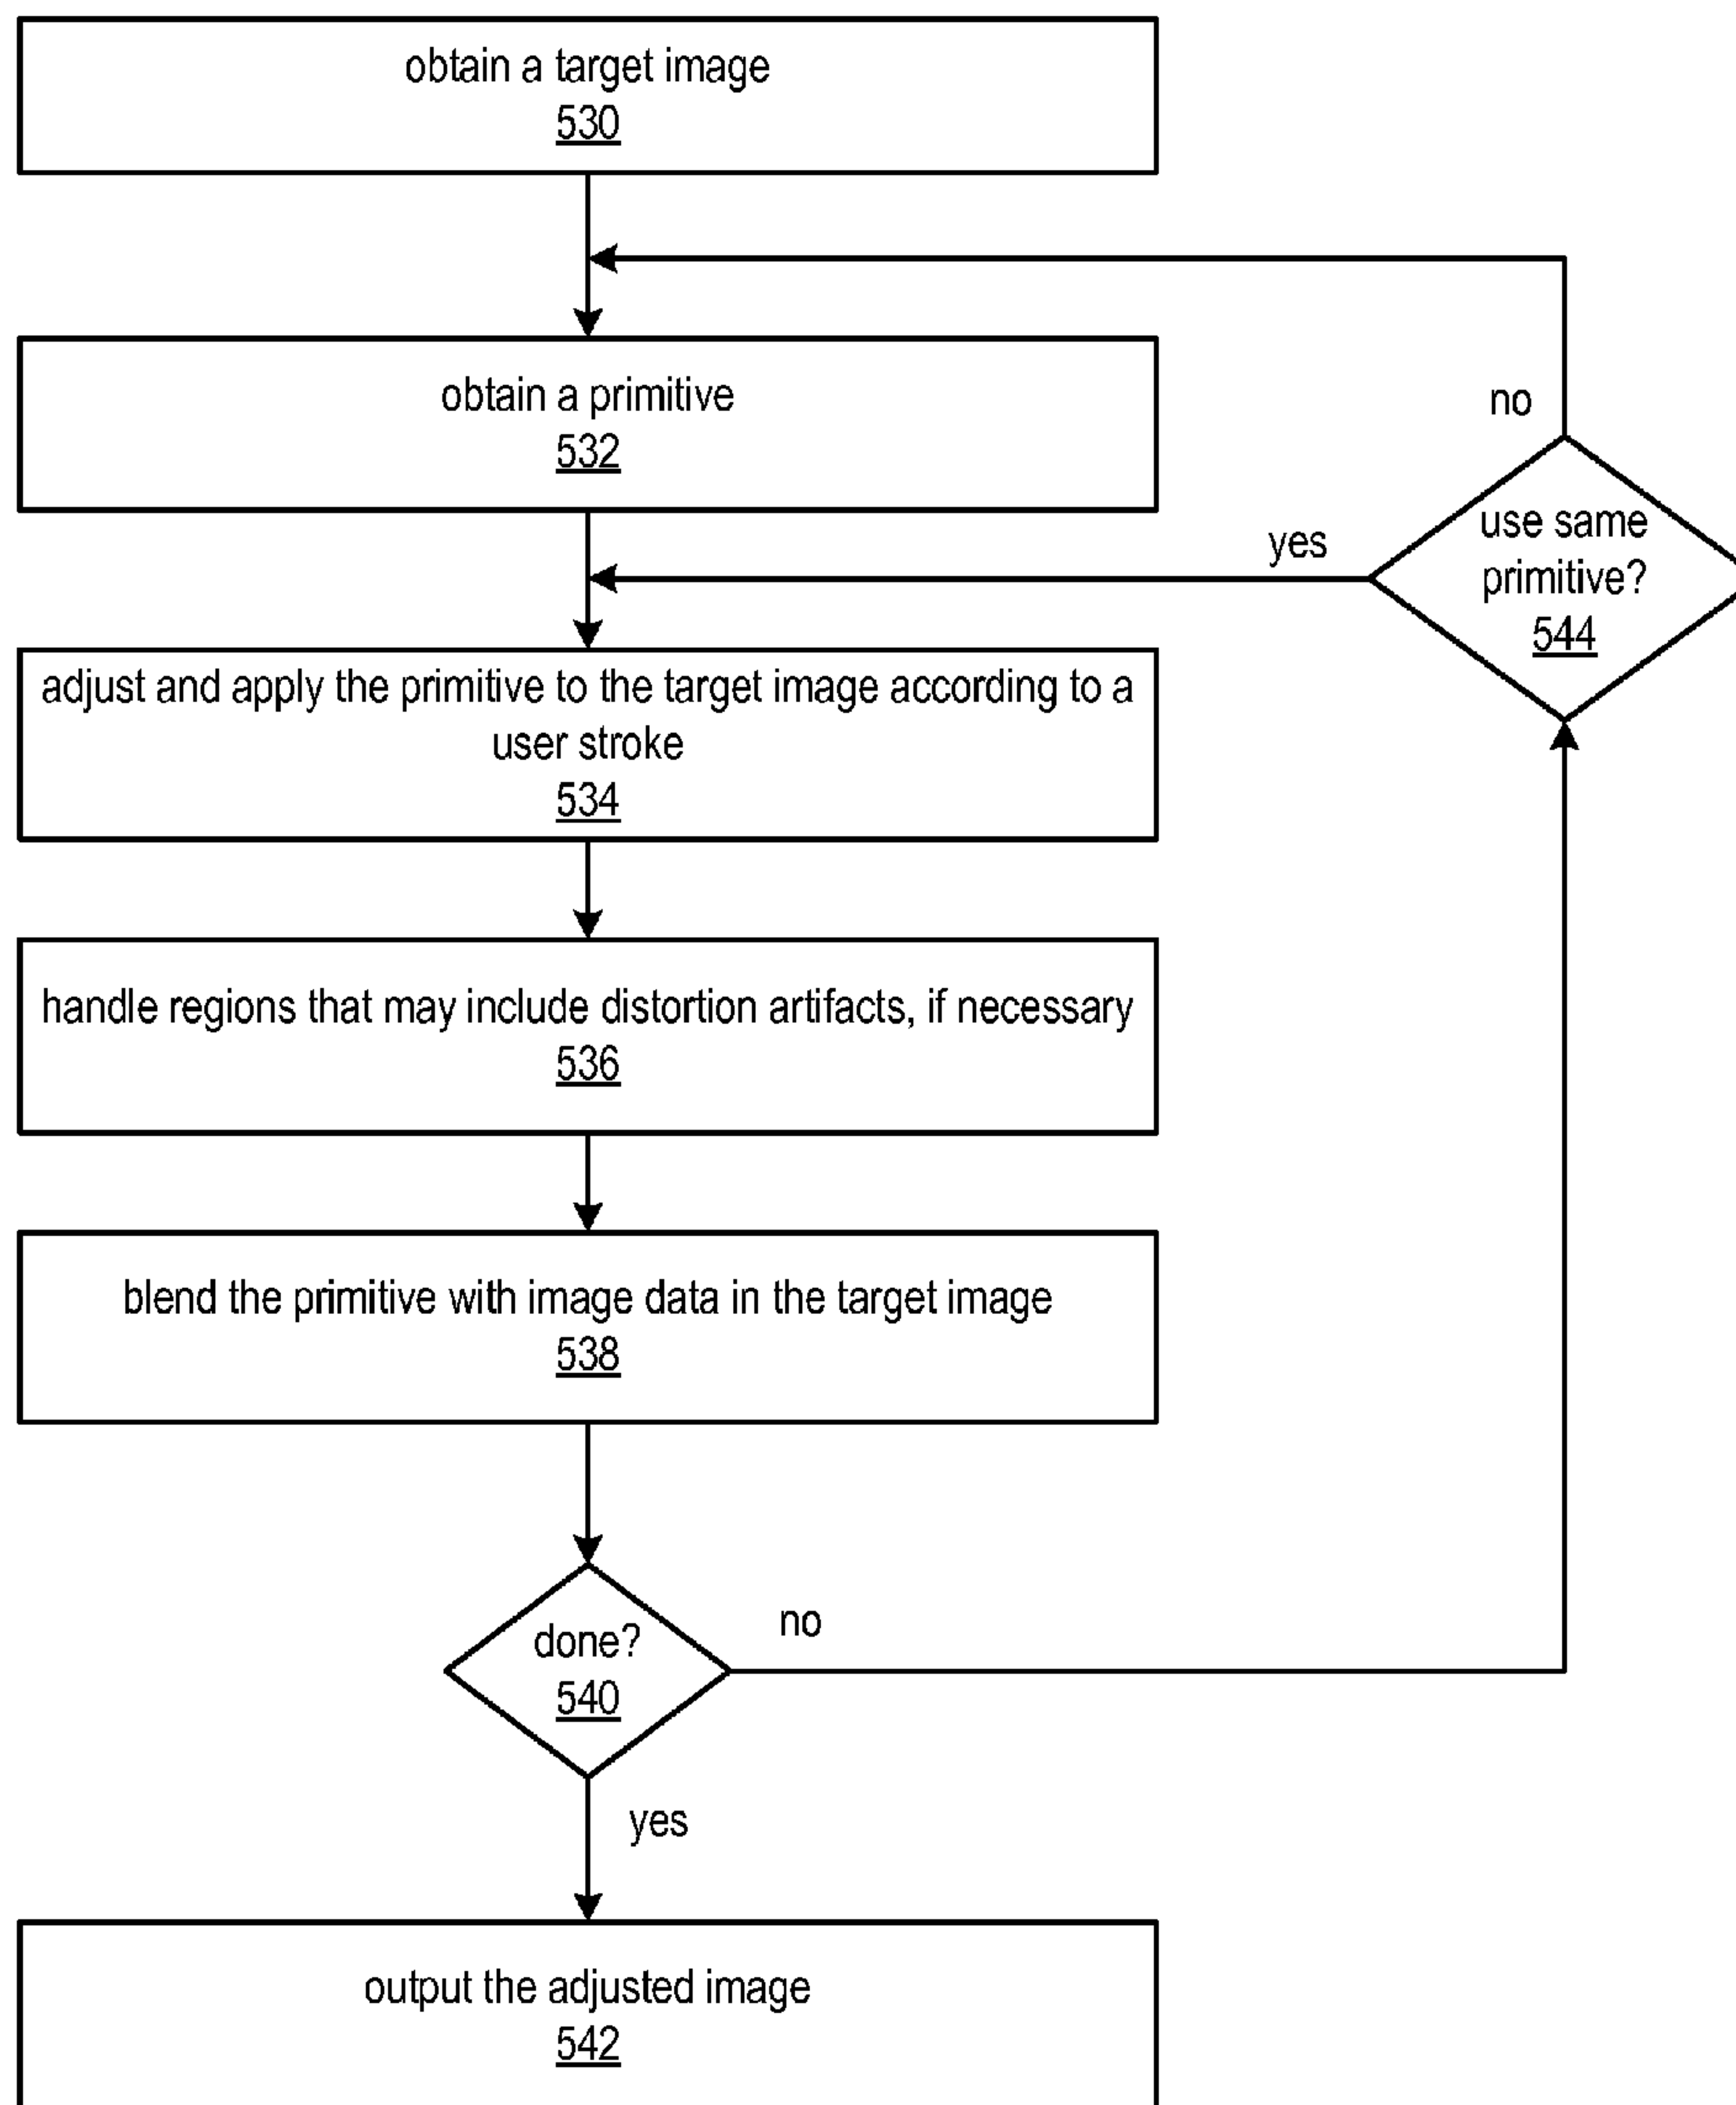 obtain a target image
530
obtain a primitive
532
no
use same
primitive?
544
yes
adjust and apply the primitive to the target image according to a
user stroke
534
handle regions that may include distortion artifacts, if necessary
536
blend the primitive with image data in the target image
538
done?
540
no
yes
output the adjusted image
542